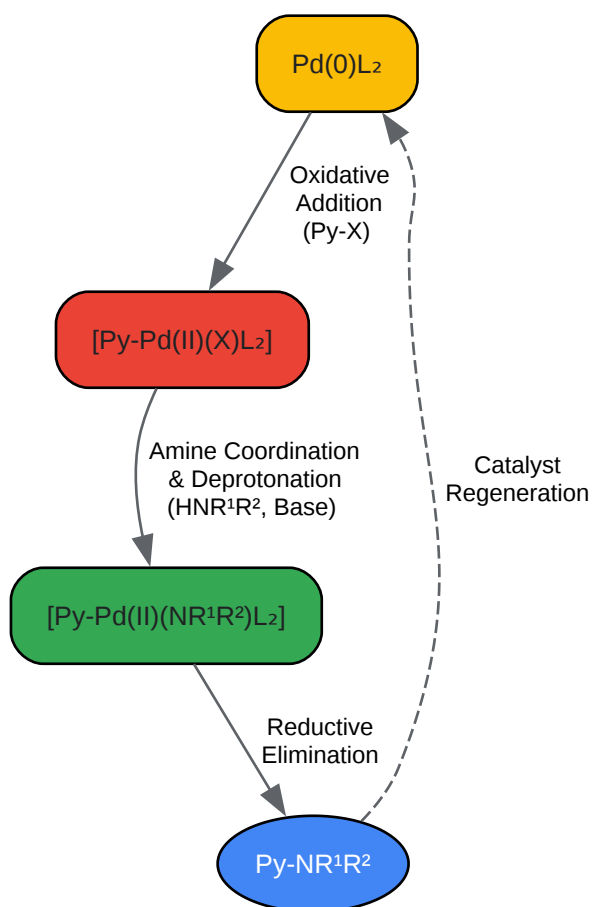 Pd(0)L₂
Oxidative
Addition
(Py-X)
[Py-Pd(II)(X)L₂]
Amine Coordination
& Deprotonation
(HNR¹R², Base)
Catalyst
Regeneration
[Py-Pd(II)(NR¹R²)L₂]
Reductive
Elimination
Py-NR¹R²